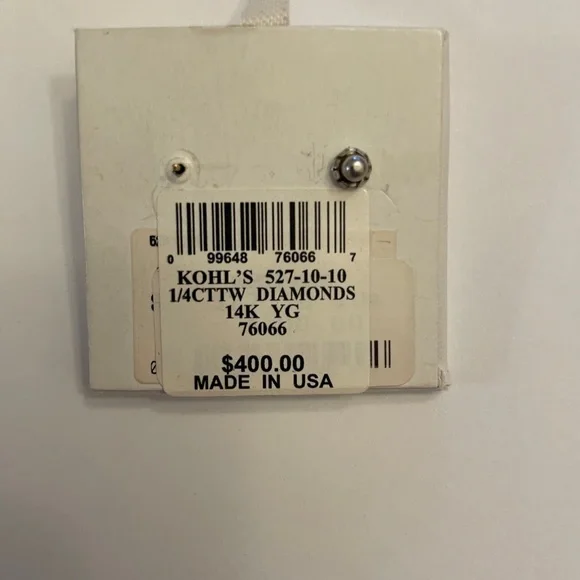 0 99648 76066 7
KOHL'S 527-10-10
1/4CTTW DIAMONDS
14K YG
76066
$400.00
MADE IN USA